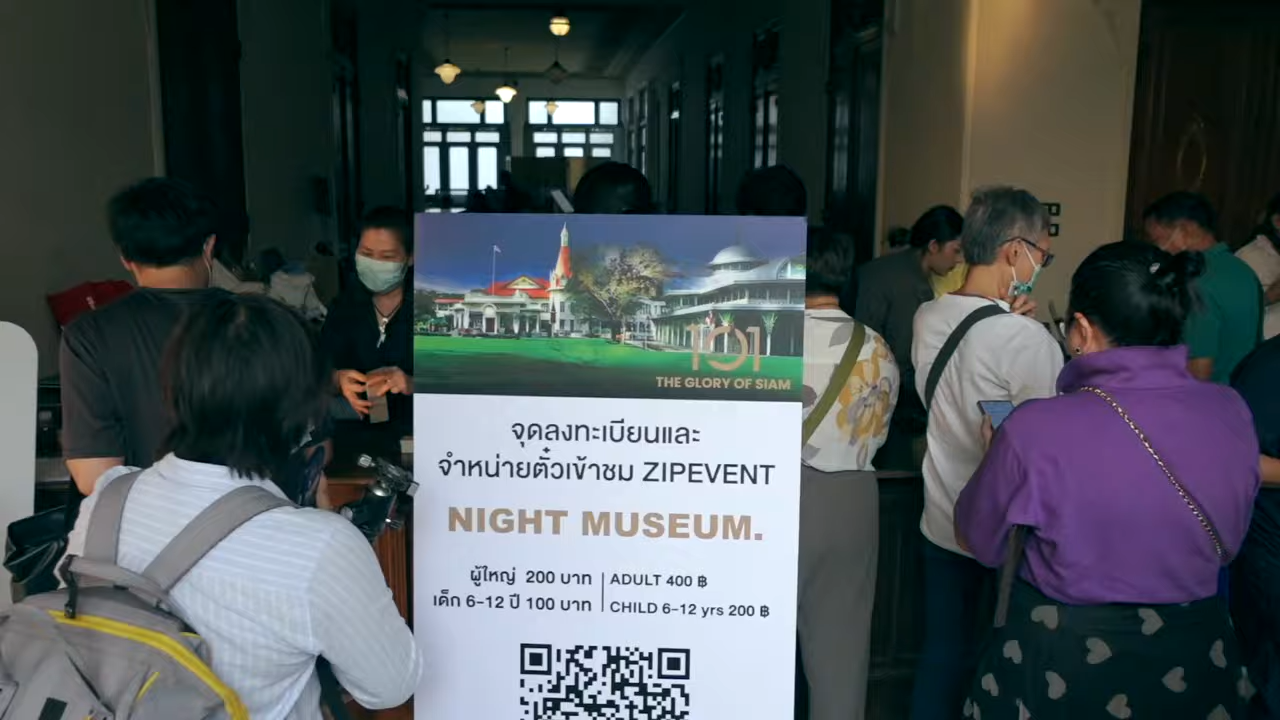 101
THE GLORY OF SIAM
จุดลงทะเบียนและ
จำหน่ายตั๋วเข้าชม ZIPEVENT
NIGHT MUSEUM.
ผู้ใหญ่ 200 บาท | ADULT 400 ฿
เด็ก 6-12 ปี 100 บาท | CHILD 6-12 yrs 200 ฿